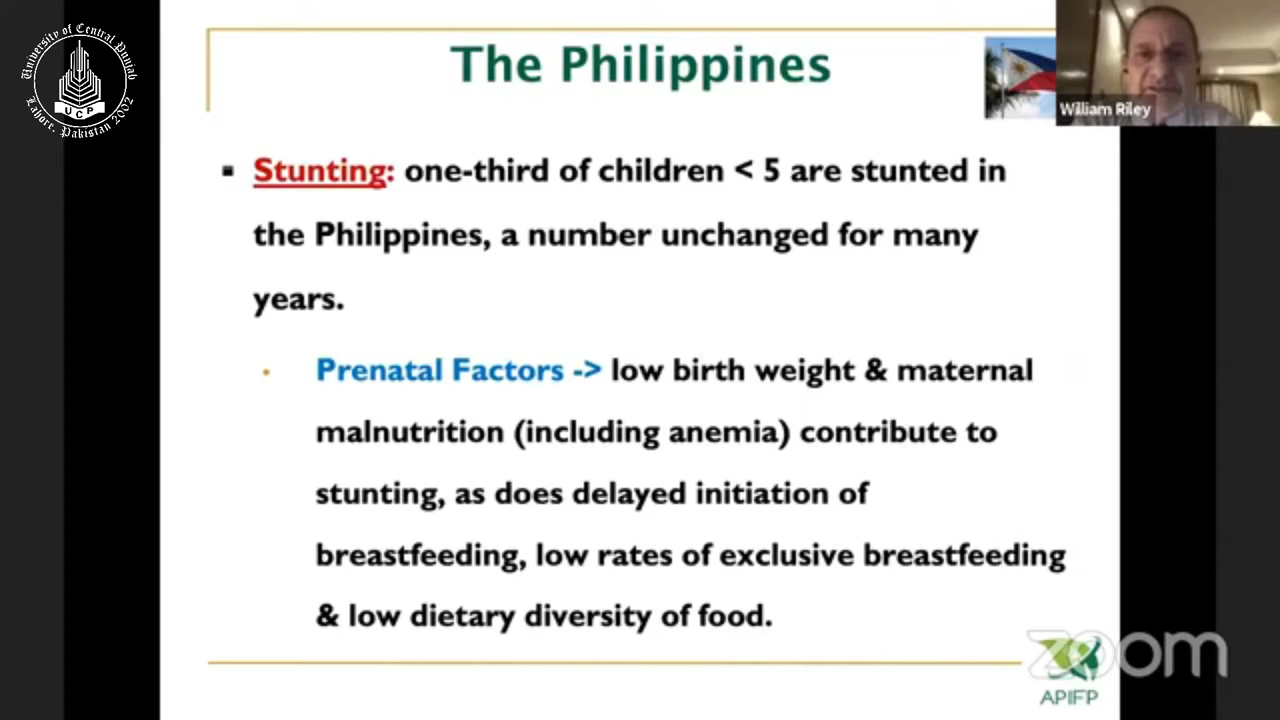 University of Central Punjab
UCP
Lahore, Pakistan 2002
The Philippines
William Riley
▪ Stunting: one-third of children < 5 are stunted in
the Philippines, a number unchanged for many
years.
• Prenatal Factors -> low birth weight & maternal
malnutrition (including anemia) contribute to
stunting, as does delayed initiation of
breastfeeding, low rates of exclusive breastfeeding
& low dietary diversity of food.
zoom
APIFP